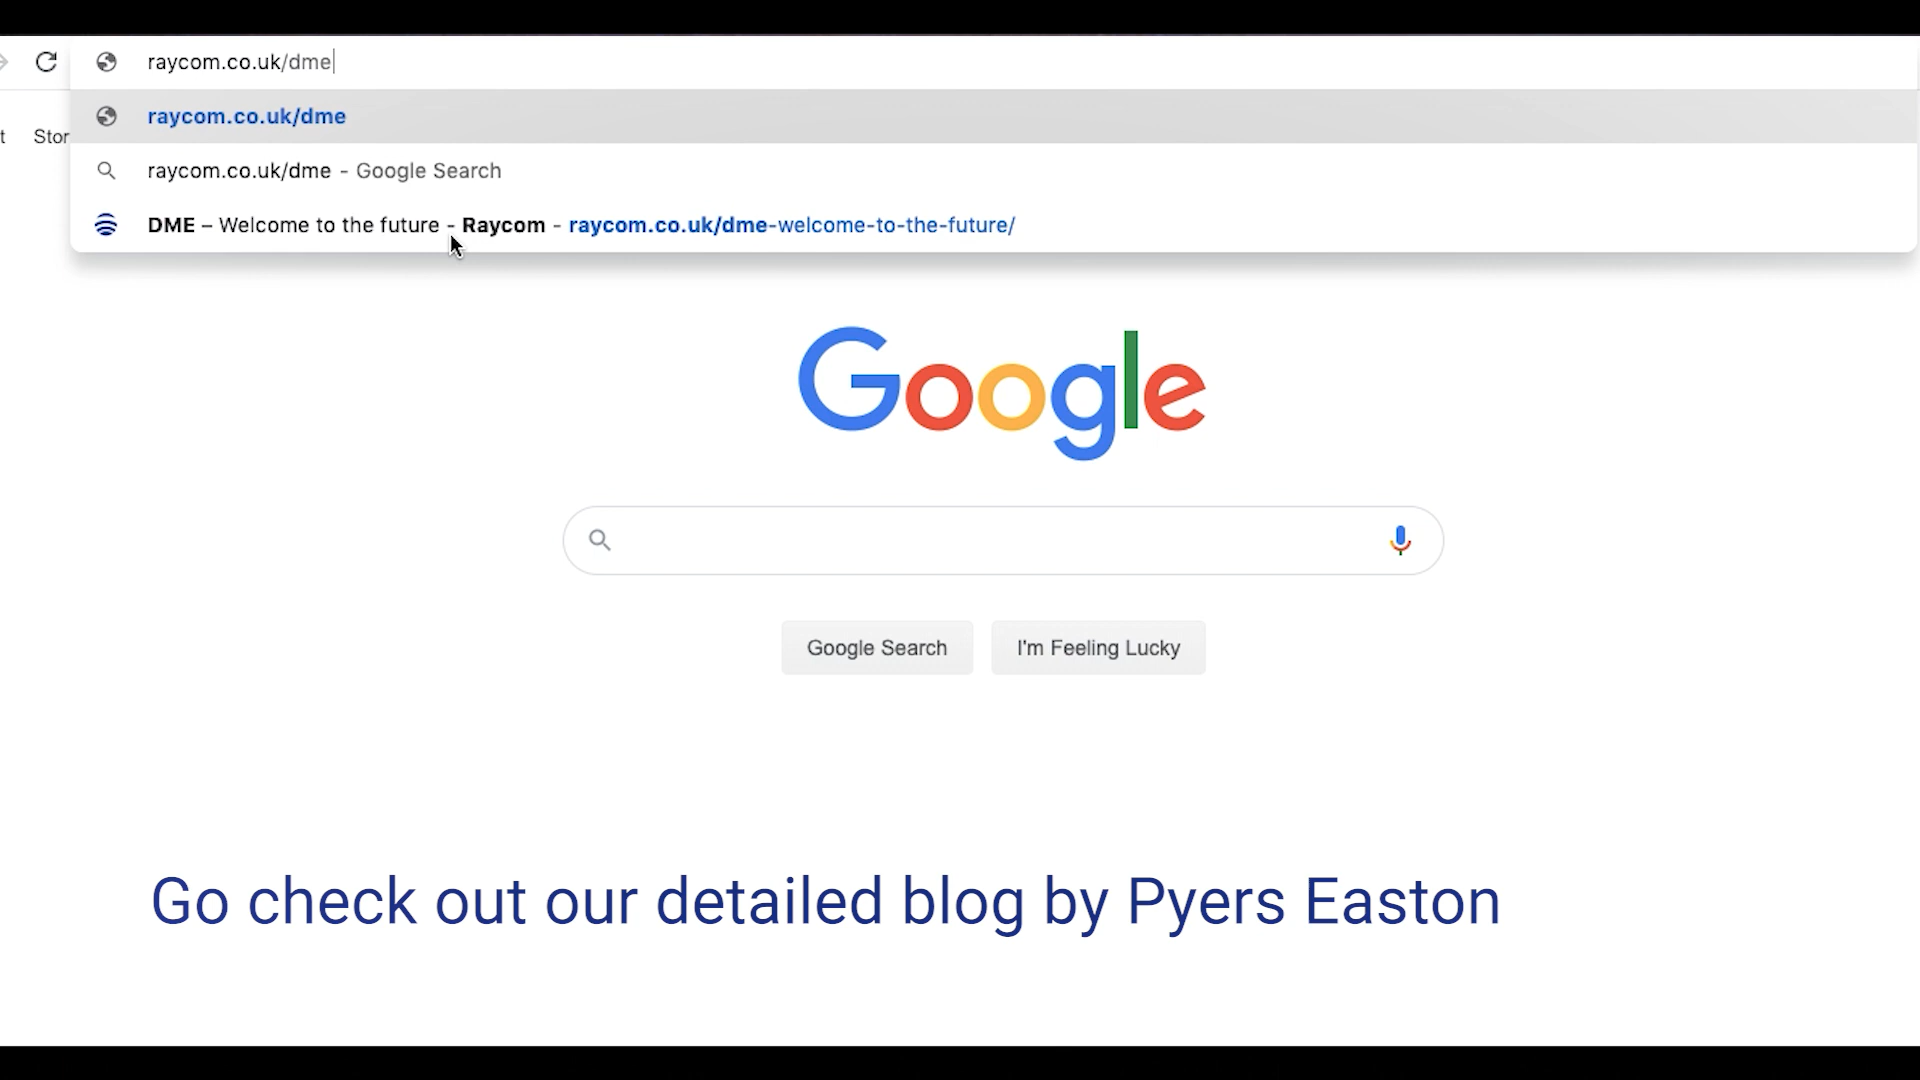 raycom.co.uk/dme
raycom.co.uk/dme
t Stor
raycom.co.uk/dme - Google Search
DME – Welcome to the future - Raycom - raycom.co.uk/dme-welcome-to-the-future/
Google
Google Search I'm Feeling Lucky
Go check out our detailed blog by Pyers Easton